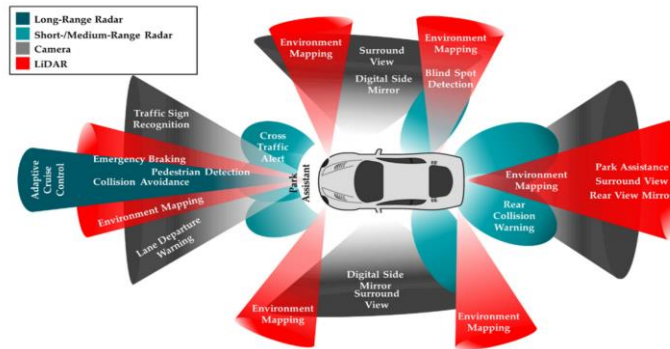 Long-Range Radar
Short-/Medium-Range Radar
Camera
LiDAR
Environment
Mapping
Surround
View
Digital Side
Mirror
Environment
Mapping
Blind Spot
Detection
Traffic Sign
Recognition
Cross
Traffic
Alert
Emergency Braking
Pedestrian Detection
Collision Avoidance
Adaptive
Cruise
Control
Park
Assistant
Environment Mapping
Lane Departure
Warning
Environment
Mapping
Rear
Collision
Warning
Park Assistance
Surround View
Rear View Mirror
Digital Side
Mirror
Surround
View
Environment
Mapping
Environment
Mapping